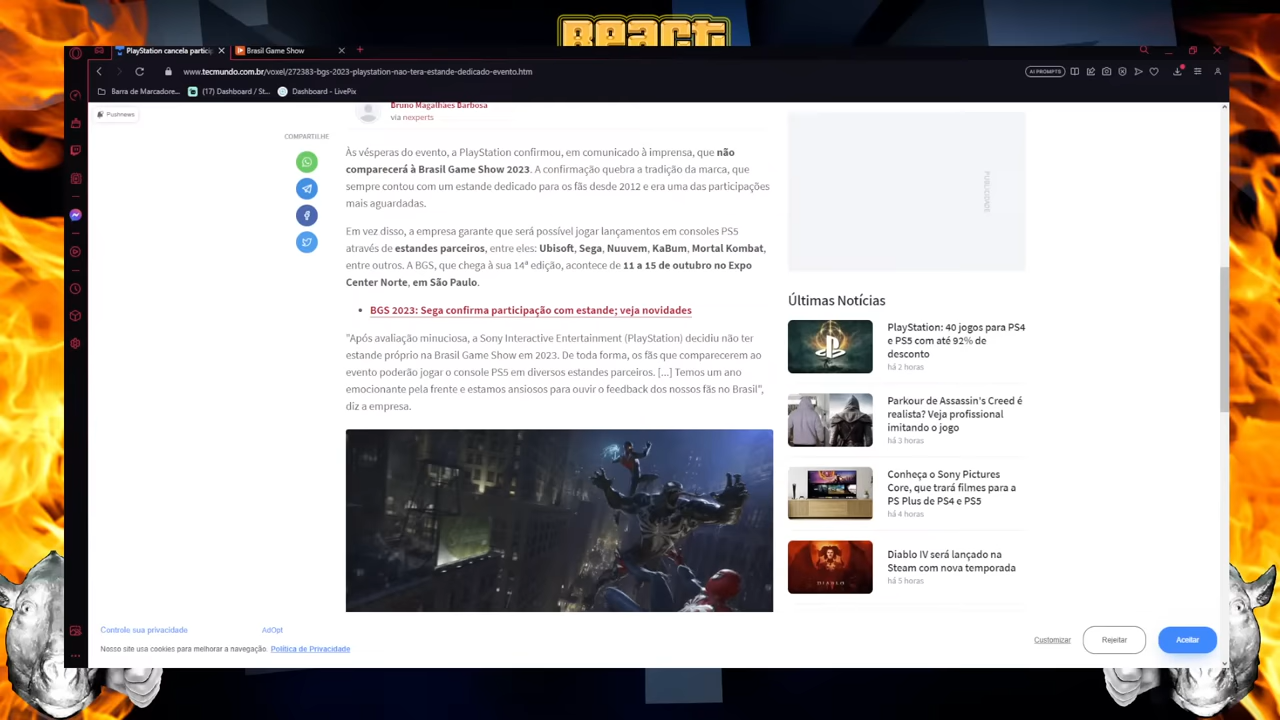 REACT
PlayStation cancela particip
Brasil Game Show
www.tecmundo.com.br/voxel/272383-bgs-2023-playstation-nao-tera-estande-dedicado-evento.htm
AI PROMPTS
Barra de Marcadore...
(17) Dashboard / St...
Dashboard - LivePix
Pushnews
Bruno Magalhães Barbosa
via nexperts
COMPARTILHE
Às vésperas do evento, a PlayStation confirmou, em comunicado à imprensa, que não
comparecerá à Brasil Game Show 2023. A confirmação quebra a tradição da marca, que
sempre contou com um estande dedicado para os fãs desde 2012 e era uma das participações
mais aguardadas.
Em vez disso, a empresa garante que será possível jogar lançamentos em consoles PS5
através de estandes parceiros, entre eles: Ubisoft, Sega, Nuuvem, KaBum, Mortal Kombat,
entre outros. A BGS, que chega à sua 14ª edição, acontece de 11 a 15 de outubro no Expo
Center Norte, em São Paulo.
BGS 2023: Sega confirma participação com estande; veja novidades
"Após avaliação minuciosa, a Sony Interactive Entertainment (PlayStation) decidiu não ter
estande próprio na Brasil Game Show em 2023. De toda forma, os fãs que comparecerem ao
evento poderão jogar o console PS5 em diversos estandes parceiros. [...] Temos um ano
emocionante pela frente e estamos ansiosos para ouvir o feedback dos nossos fãs no Brasil",
diz a empresa.
PUBLICIDADE
Últimas Notícias
PlayStation: 40 jogos para PS4
e PS5 com até 92% de
desconto
há 2 horas
Parkour de Assassin's Creed é
realista? Veja profissional
imitando o jogo
há 3 horas
Conheça o Sony Pictures
Core, que trará filmes para a
PS Plus de PS4 e PS5
há 4 horas
DIABLO
Diablo IV será lançado na
Steam com nova temporada
há 5 horas
Controle sua privacidade
AdOpt
Nosso site usa cookies para melhorar a navegação. Política de Privacidade
Customizar
Rejeitar
Aceitar